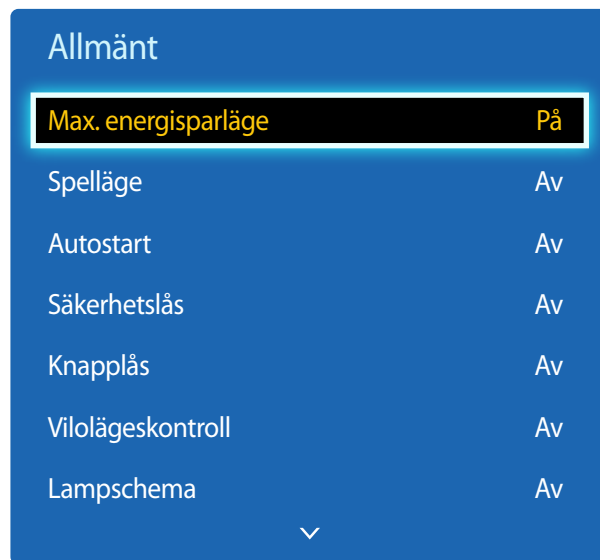 Allmänt
Max. energisparläge På
Spelläge Av
Autostart Av
Säkerhetslås Av
Knapplås Av
Vilolägeskontroll Av
Lampschema Av